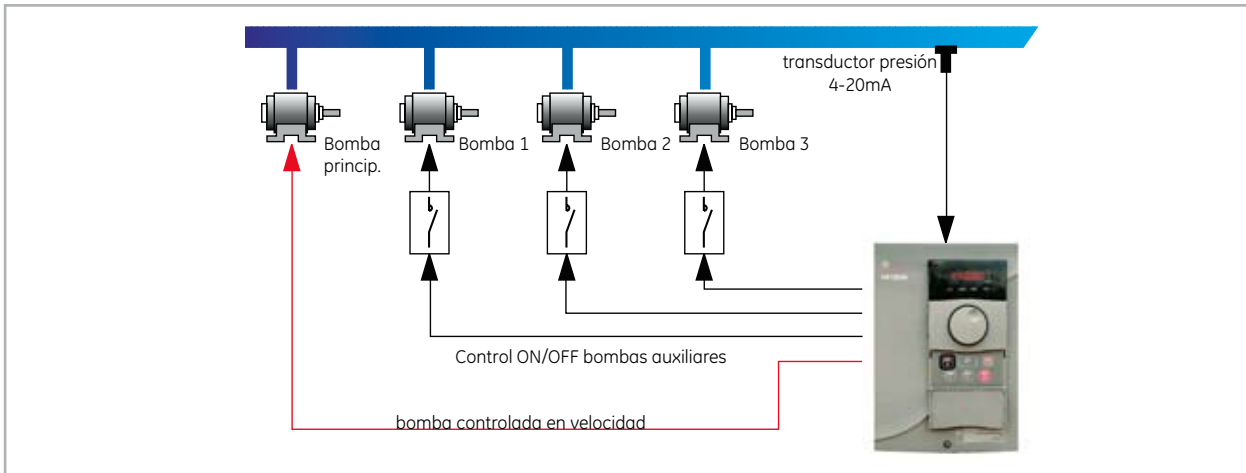 transductor presión
4-20mA
Bomba
princip.
Bomba 1
Bomba 2
Bomba 3
Control ON/OFF bombas auxiliares
bomba controlada en velocidad